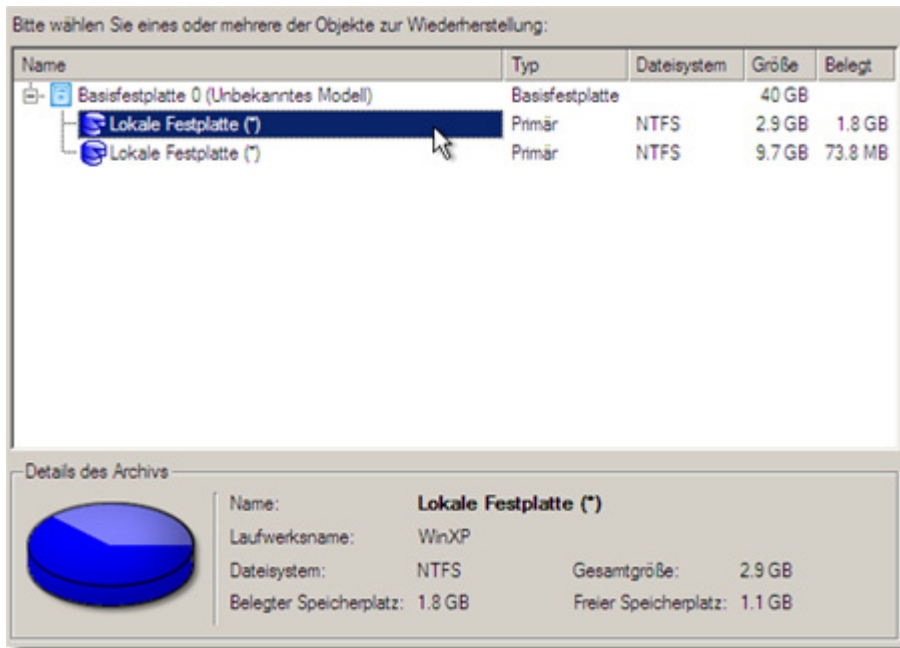 Bitte wählen Sie eines oder mehrere der Objekte zur Wiederherstellung:
Name Typ Dateisystem Größe Belegt
Basisfestplatte 0 (Unbekanntes Modell) Basisfestplatte 40 GB
Lokale Festplatte (*) Primär NTFS 2.9 GB 1.8 GB
Lokale Festplatte (*) Primär NTFS 9.7 GB 73.8 MB
Details des Archivs
Name: Lokale Festplatte (*)
Laufwerksname: WinXP
Dateisystem: NTFS Gesamtgröße: 2.9 GB
Belegter Speicherplatz: 1.8 GB Freier Speicherplatz: 1.1 GB